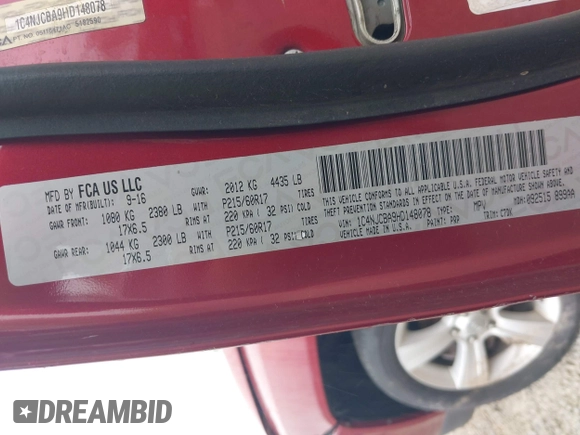 1C4NJCBA9HD148078
MFD BY FCA US LLC
DATE OF MFR(BUILT): 9-16 GVWR: 2012 KG 4435 LB
GAWR FRONT: 1080 KG 2380 LB WITH P215/60R17 TIRES
17X6.5 RIMS AT 220 KPA ( 32 PSI) COLD
GAWR REAR: 1044 KG 2300 LB WITH P215/60R17 TIRES
17X6.5 RIMS AT 220 KPA ( 32 PSI) COLD
THIS VEHICLE CONFORMS TO ALL APPLICABLE U.S.A. FEDERAL MOTOR VEHICLE SAFETY AND
THEFT PREVENTION STANDARDS IN EFFECT ON THE DATE OF MANUFACTURE SHOWN ABOVE.
VIN: 1C4NJCBA9HD148078 TYPE: MPV MDH: 092515 899AA
VEHICLE MADE IN U.S.A. PAINT: PRP TRIM:
DREAMBID